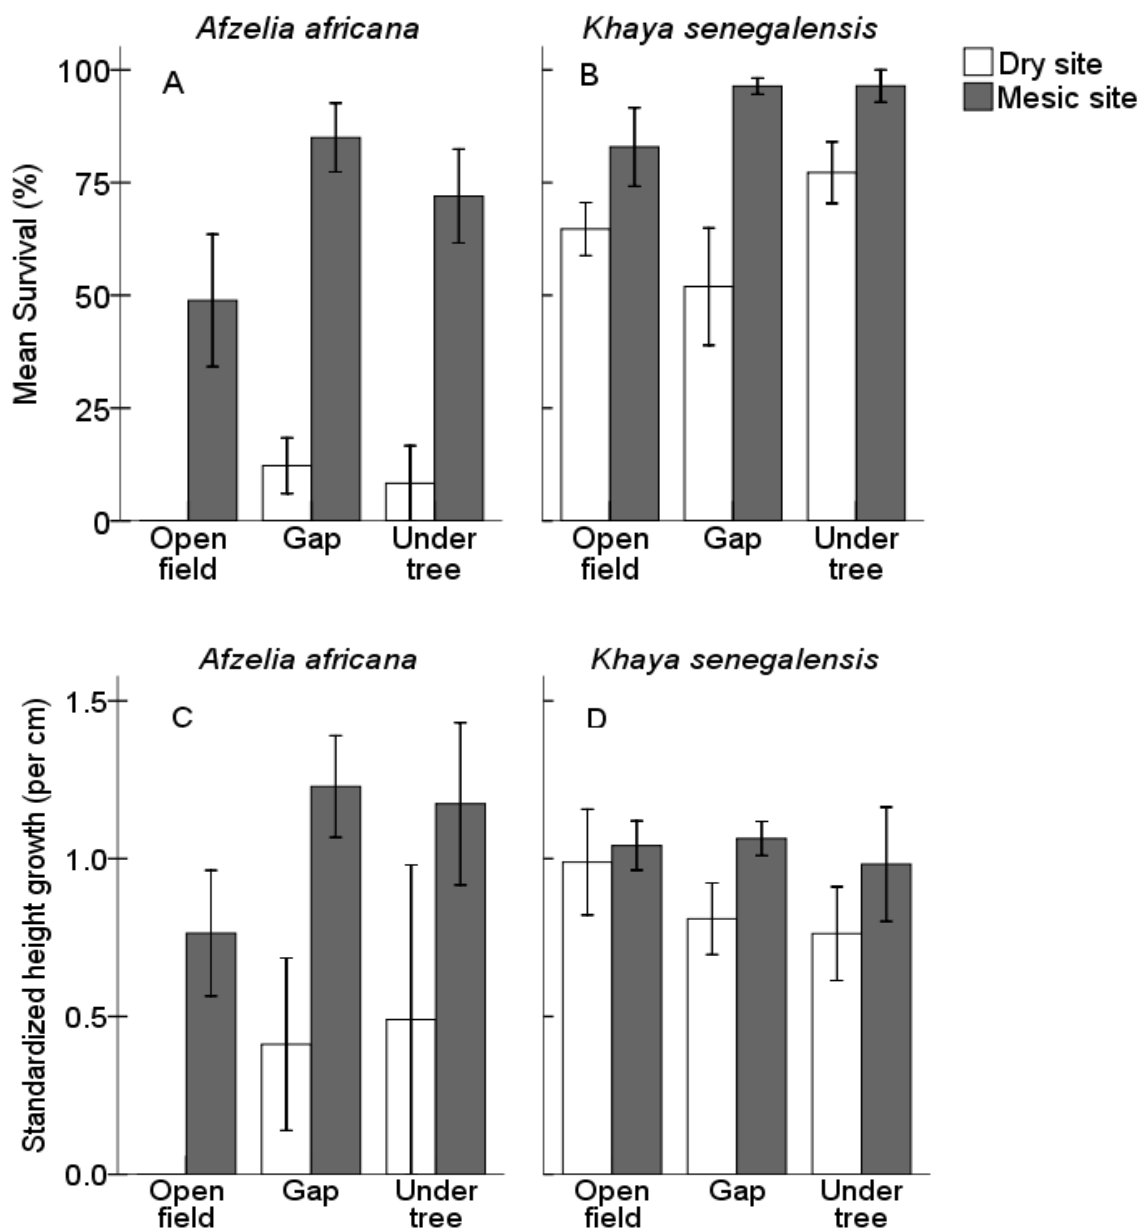 Afzelia africana
Khaya senegalensis
Dry site
Mesic site
A
B
Mean Survival (%)
100
75
50
25
0
Open field
Gap
Under tree
Open field
Gap
Under tree
Afzelia africana
Khaya senegalensis
C
D
Standardized height growth (per cm)
1.5
1.0
0.5
0.0
Open field
Gap
Under tree
Open field
Gap
Under tree